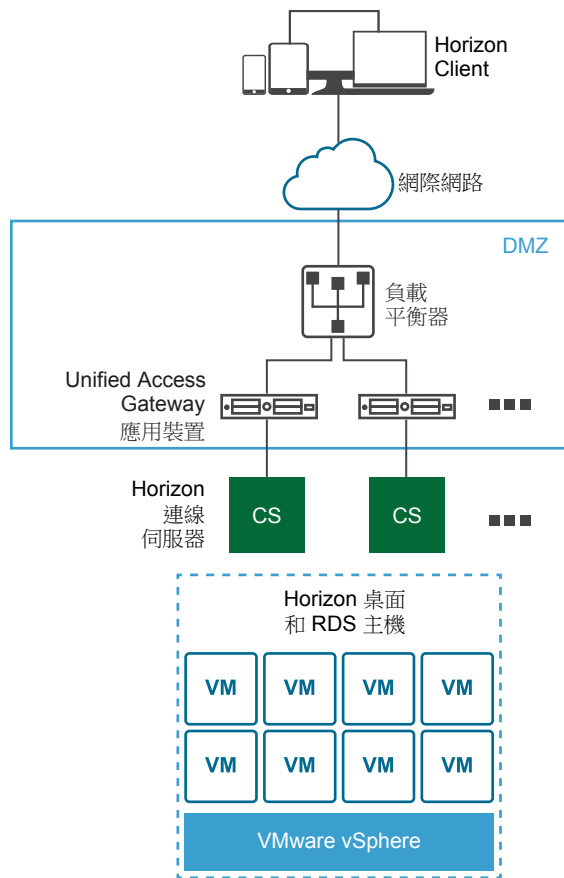 Horizon
Client
網際網路
DMZ
負載
平衡器
Unified Access
Gateway
應用裝置
Horizon
連線
伺服器
CS
CS
Horizon 桌面
和 RDS 主機
VM
VM
VM
VM
VM
VM
VM
VM
VMware vSphere